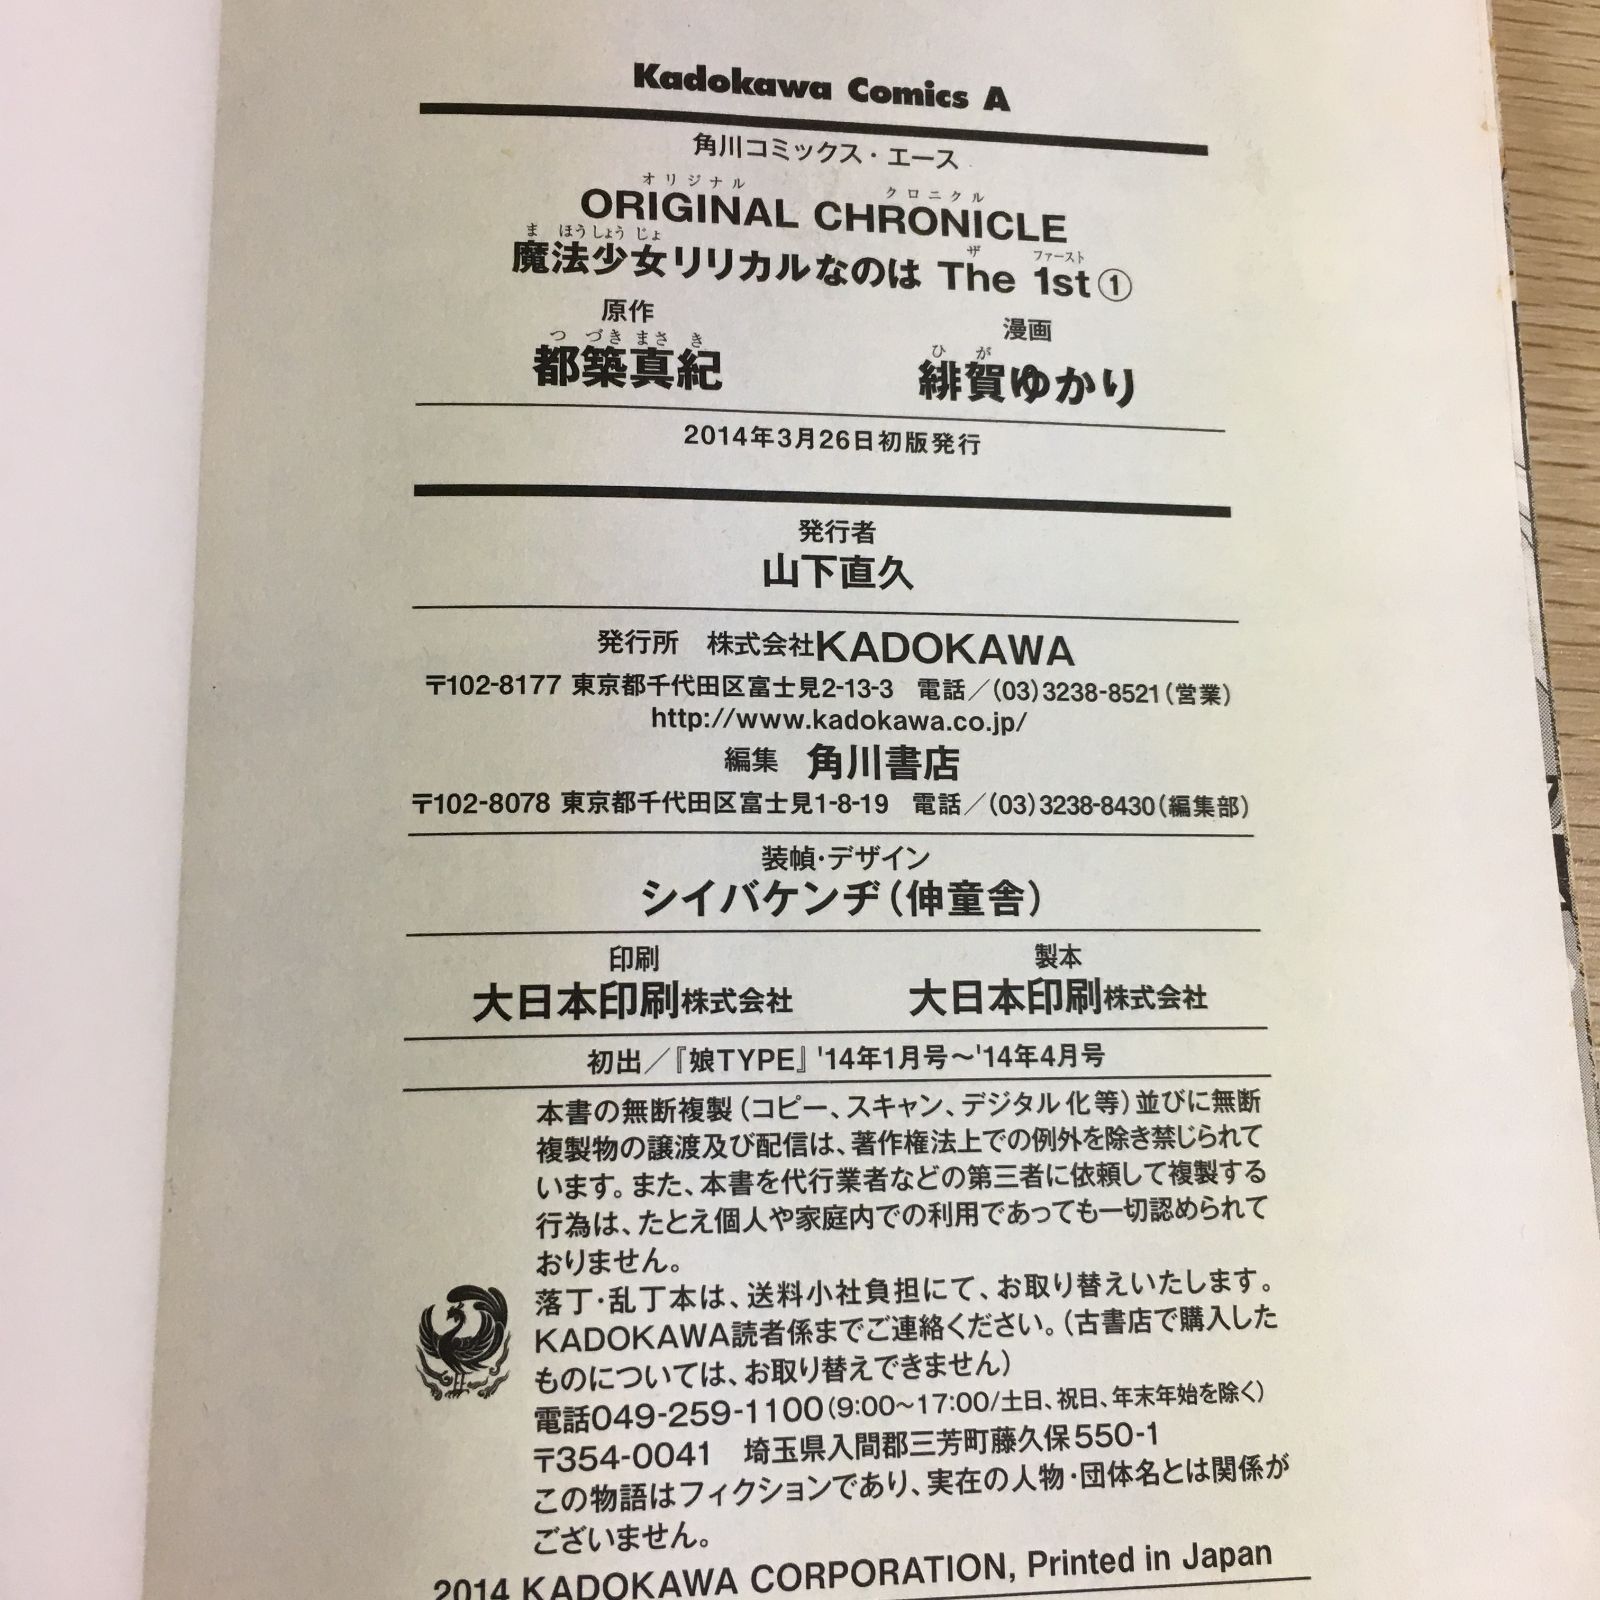 Kadokawa Comics A
角川コミックス・エース
オリジナル クロニクル
ORIGINAL CHRONICLE
まほうしょうじょ ザ ファースト
魔法少女リリカルなのは The 1st①
原作 漫画
つづきまさき ひが
都築真紀 緋賀ゆかり
2014年3月26日初版発行
発行者
山下直久
発行所 株式会社KADOKAWA
〒102-8177 東京都千代田区富士見2-13-3 電話/(03)3238-8521(営業)
http://www.kadokawa.co.jp/
編集 角川書店
〒102-8078 東京都千代田区富士見1-8-19 電話/(03)3238-8430(編集部)
装幀・デザイン
シイバケンヂ(伸童舎)
印刷 製本
大日本印刷株式会社 大日本印刷株式会社
初出/『娘TYPE』'14年1月号〜'14年4月号
本書の無断複製(コピー、スキャン、デジタル化等)並びに無断
複製物の譲渡及び配信は、著作権法上での例外を除き禁じられて
います。また、本書を代行業者などの第三者に依頼して複製する
行為は、たとえ個人や家庭内での利用であっても一切認められて
おりません。
落丁・乱丁本は、送料小社負担にて、お取り替えいたします。
KADOKAWA読者係までご連絡ください。(古書店で購入した
ものについては、お取り替えできません)
電話049-259-1100(9:00〜17:00/土日、祝日、年末年始を除く)
〒354-0041 埼玉県入間郡三芳町藤久保550-1
この物語はフィクションであり、実在の人物・団体名とは関係が
ございません。
2014 KADOKAWA CORPORATION, Printed in Japan